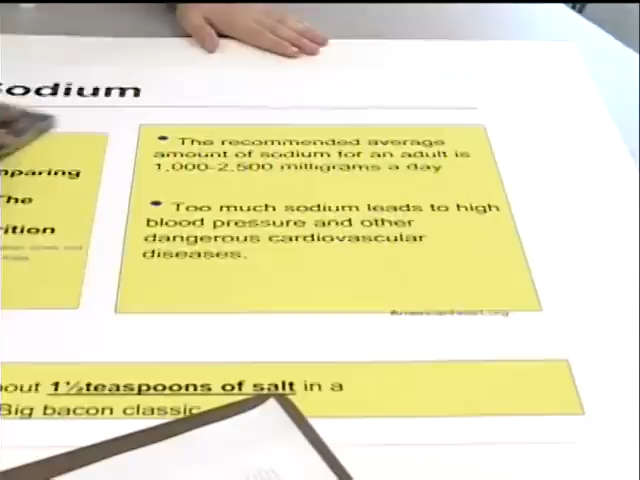 Sodium
The recommended average
amount of sodium for an adult is
1,000-2,500 milligrams a day
Too much sodium leads to high
blood pressure and other
dangerous cardiovascular
diseases.
mparing
The
rition
AmericanHeart.org
out 1½teaspoons of salt in a
Big bacon classic